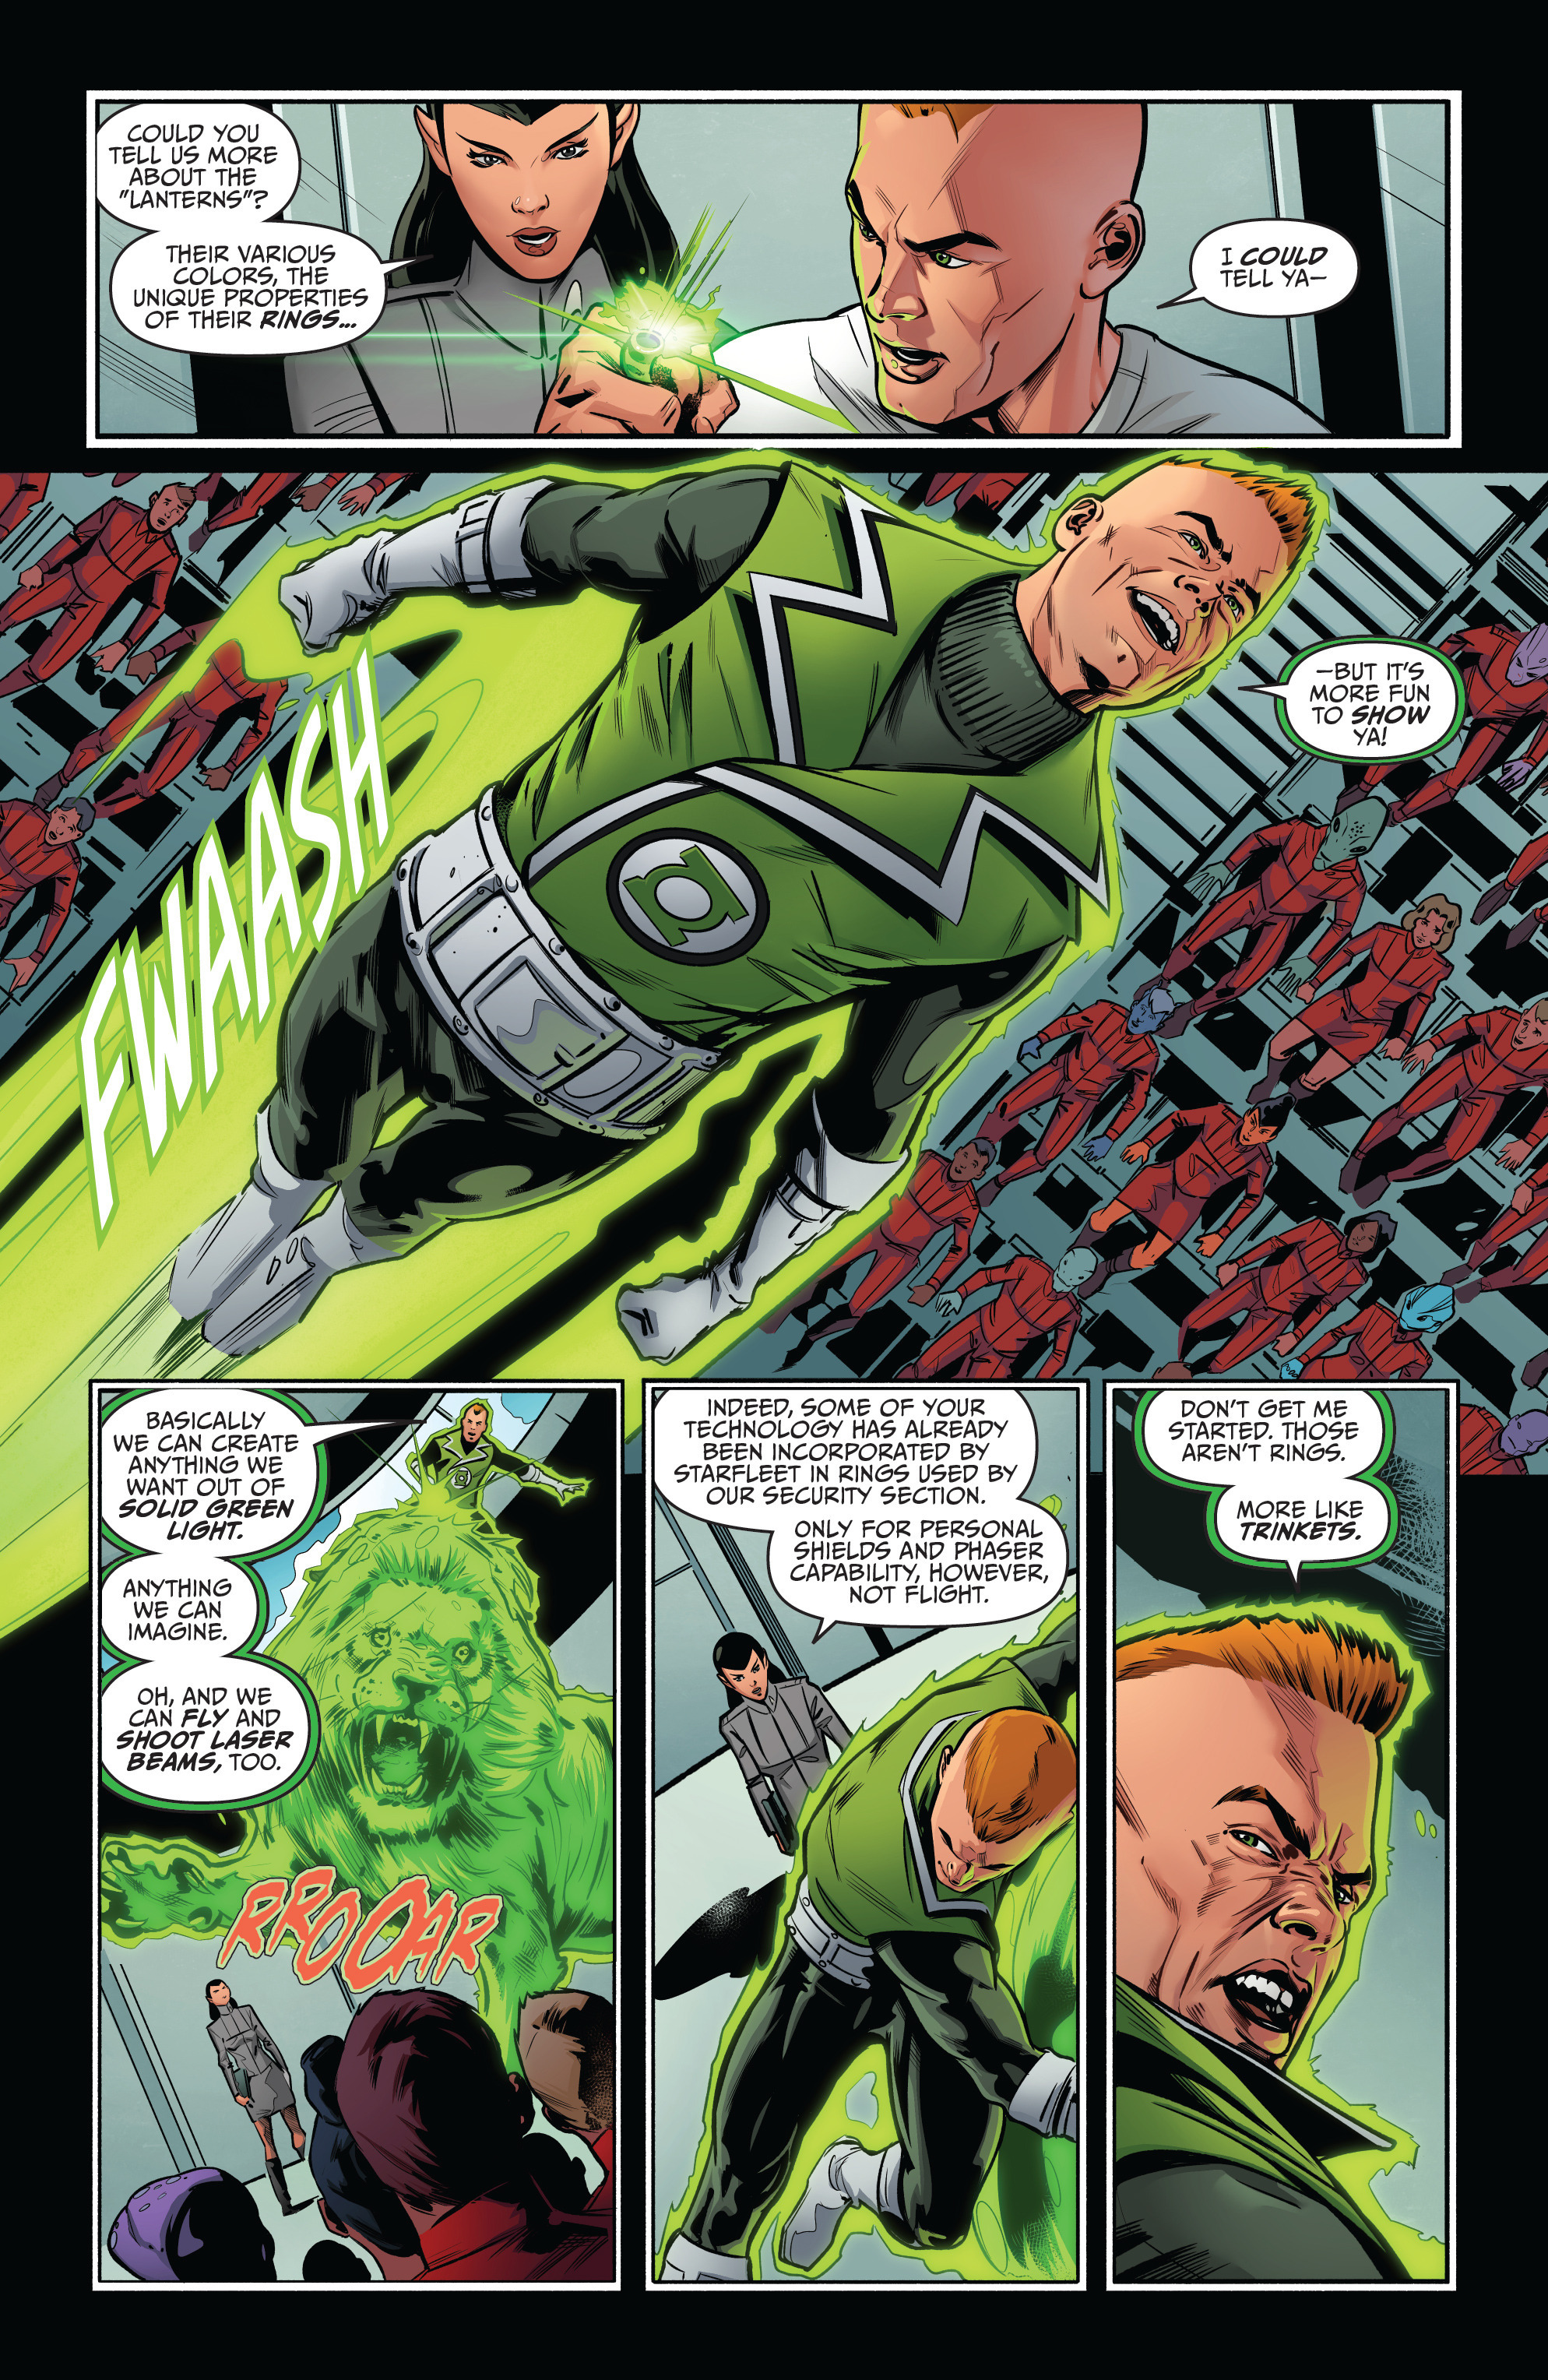 COULD YOU
TELL US MORE
ABOUT THE
"LANTERNS"?
THEIR VARIOUS
COLORS, THE
UNIQUE PROPERTIES
OF THEIR RINGS...
I COULD
TELL YA—
—BUT IT'S
MORE FUN
TO SHOW
YA!
FWAASH
BASICALLY
WE CAN CREATE
ANYTHING WE
WANT OUT OF
SOLID GREEN
LIGHT.
ANYTHING
WE CAN
IMAGINE.
OH, AND WE
CAN FLY AND
SHOOT LASER
BEAMS, TOO.
RROOAR
INDEED, SOME OF YOUR
TECHNOLOGY HAS ALREADY
BEEN INCORPORATED BY
STARFLEET IN RINGS USED BY
OUR SECURITY SECTION.
ONLY FOR PERSONAL
SHIELDS AND PHASER
CAPABILITY, HOWEVER,
NOT FLIGHT.
DON'T GET ME
STARTED. THOSE
AREN'T RINGS.
MORE LIKE
TRINKETS.